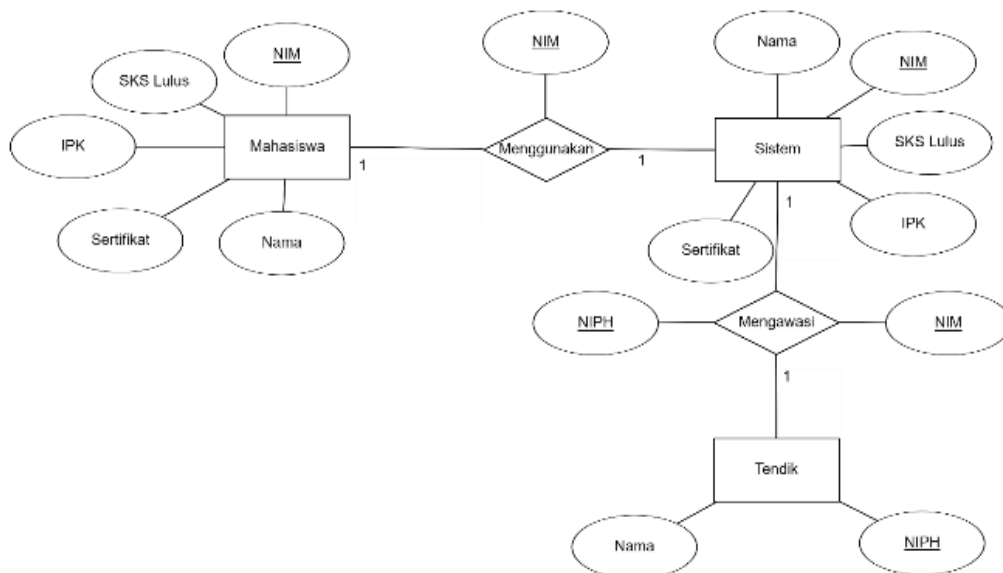 Nama
NIM
NIM
NIM
SKS Lulus
IPK
Mahasiswa
Menggunakan
Sistem
SKS Lulus
1
1
1
IPK
Sertifikat
Nama
Sertifikat
NIPH
Mengawasi
NIM
1
Tendik
Nama
NIPH